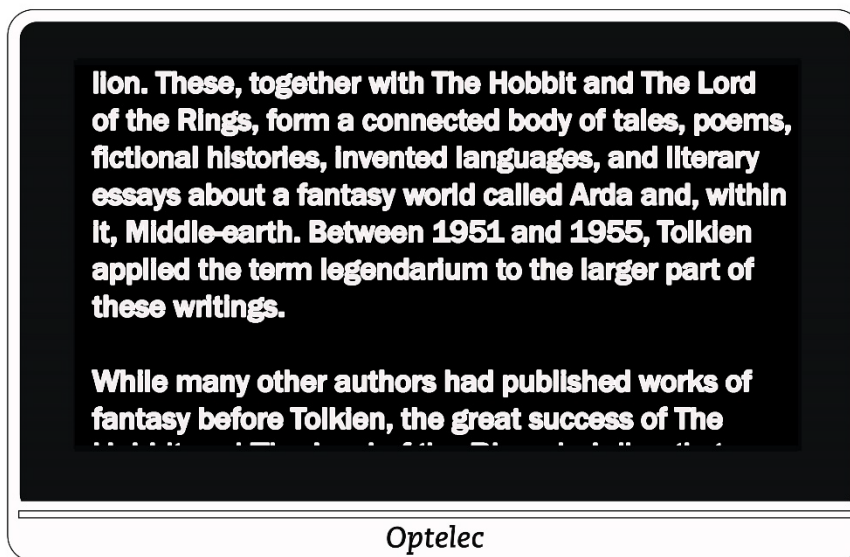 lion. These, together with The Hobbit and The Lord
of the Rings, form a connected body of tales, poems,
fictional histories, invented languages, and literary
essays about a fantasy world called Arda and, within
it, Middle-earth. Between 1951 and 1955, Tolkien
applied the term legendarium to the larger part of
these writings.
While many other authors had published works of
fantasy before Tolkien, the great success of The
Optelec